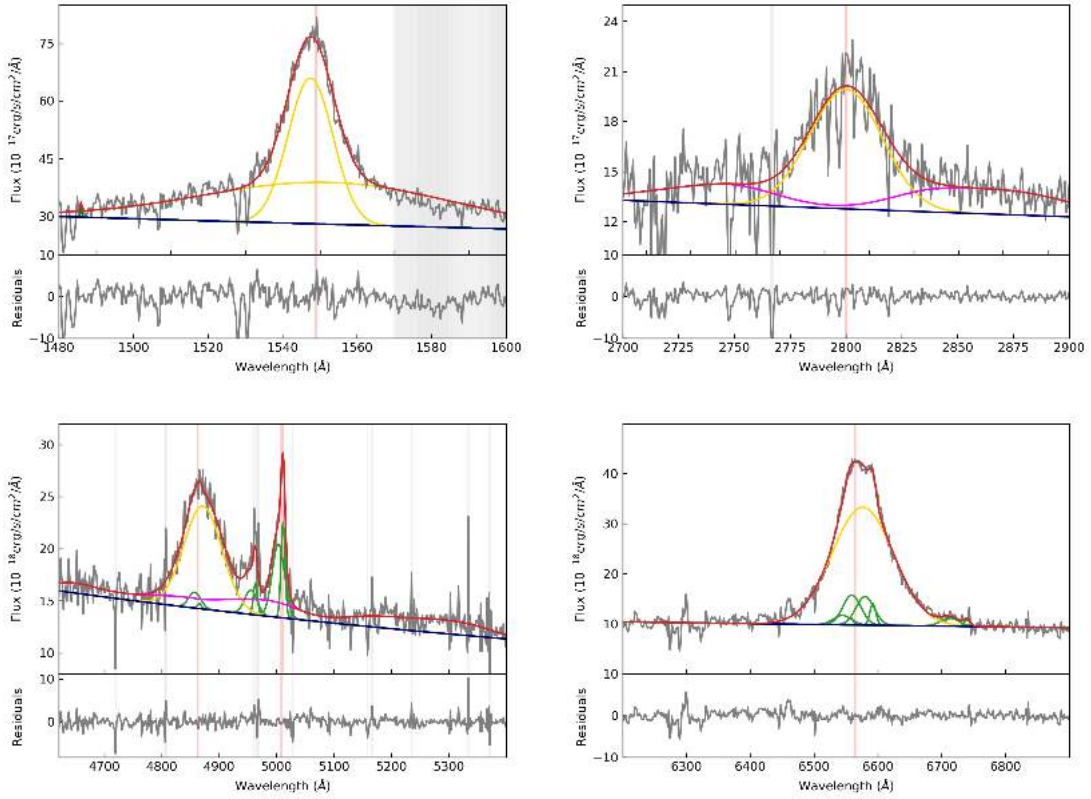 75
60
45
30
Flux (10⁻¹⁷erg/s/cm²/Å)
10
0
−10
Residuals
1480 1500 1520 1540 1560 1580 1600
Wavelength (Å)
24
21
18
15
12
Flux (10⁻¹⁷erg/s/cm²/Å)
10
0
−10
Residuals
2700 2725 2750 2775 2800 2825 2850 2875 2900
Wavelength (Å)
30
25
20
15
10
Flux (10⁻¹⁸erg/s/cm²/Å)
10
0
Residuals
4700 4800 4900 5000 5100 5200 5300
Wavelength (Å)
40
30
20
10
Flux (10⁻¹⁸erg/s/cm²/Å)
10
0
−10
Residuals
6300 6400 6500 6600 6700 6800
Wavelength (Å)